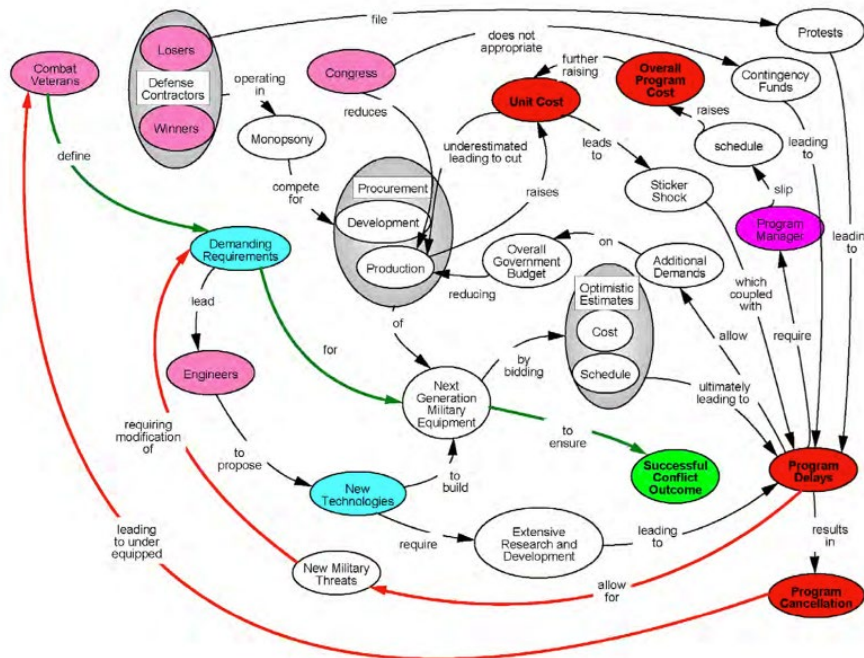 file
Protests
Losers
does not
appropriate
Combat
Veterans
Defense
Contractors
operating
in
Congress
further
raising
Overall
Program
Cost
Contingency
Funds
Winners
reduces
Unit Cost
raises
leading
to
Monopsony
define
underestimated
leading to cut
leads
to
schedule
compete
for
Procurement
raises
Sticker
Shock
slip
Development
Program
Manager
leading
to
Demanding
Requirements
Production
Overall
Government
Budget
on
Additional
Demands
reducing
which
coupled
with
lead
Optimistic
Estimates
of
Cost
allow
require
for
by
bidding
Engineers
Schedule
ultimately
leading to
Next
Generation
Military
Equipment
requiring
modification
of
to
propose
to
ensure
to
build
Successful
Conflict
Outcome
Program
Delays
New
Technologies
leading
to under
equipped
require
Extensive
Research and
Development
leading
to
results
in
New Military
Threats
allow
for
Program
Cancellation